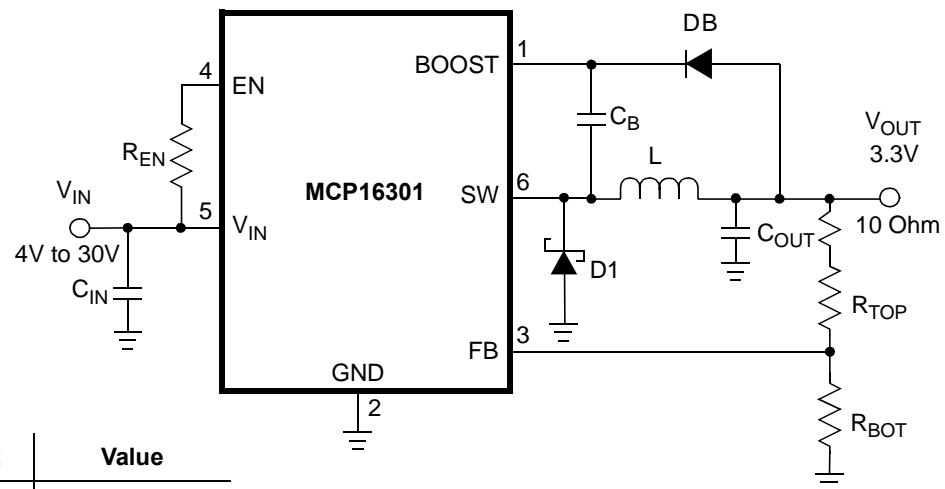 DB
1
BOOST
4
EN
C_B
V_OUT
3.3V
R_EN
L
MCP16301
6
SW
V_IN
5
V_IN
10 Ohm
4V to 30V
C_OUT
D1
C_IN
R_TOP
3
FB
GND
2
R_BOT
Value